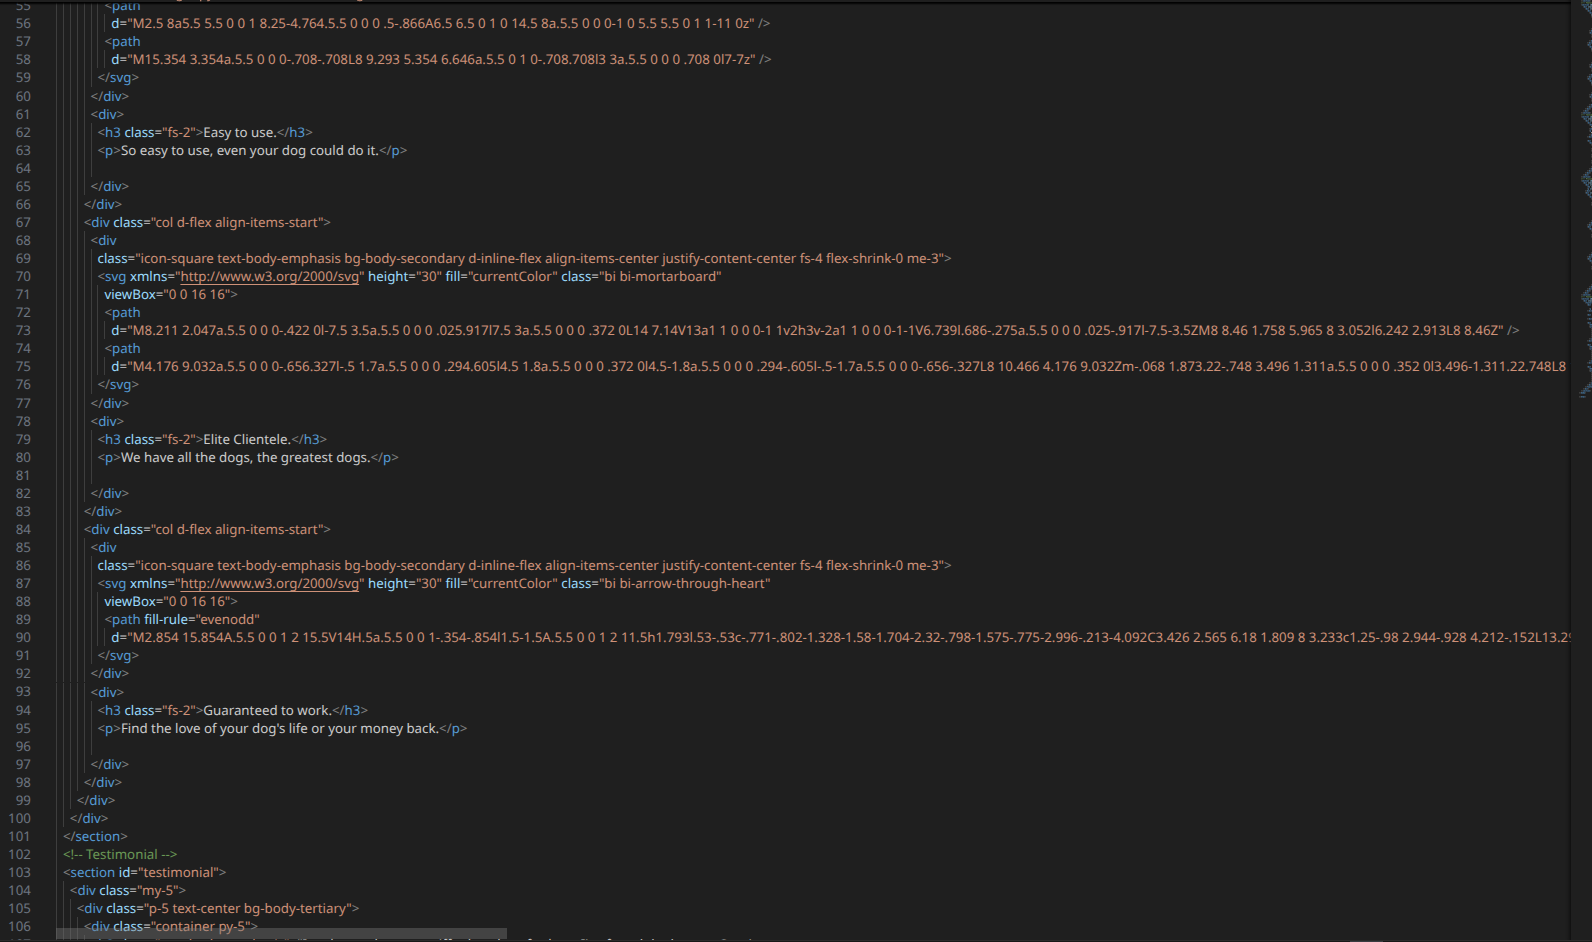 55 <path
56 d="M2.5 8a5.5 5.5 0 0 1 8.25-4.764.5.5 0 0 0 .5-.866A6.5 6.5 0 1 0 14.5 8a.5.5 0 0 0-1 0 5.5 5.5 0 1 1-11 0z" />
57 <path
58 d="M15.354 3.354a.5.5 0 0 0-.708-.708L8 9.293 5.354 6.646a.5.5 0 1 0-.708.708l3 3a.5.5 0 0 0 .708 0l7-7z" />
59 </svg>
60 </div>
61 <div>
62 <h3 class="fs-2">Easy to use.</h3>
63 <p>So easy to use, even your dog could do it.</p>
64
65 </div>
66 </div>
67 <div class="col d-flex align-items-start">
68 <div
69 class="icon-square text-body-emphasis bg-body-secondary d-inline-flex align-items-center justify-content-center fs-4 flex-shrink-0 me-3">
70 <svg xmlns="http://www.w3.org/2000/svg" height="30" fill="currentColor" class="bi bi-mortarboard"
71 viewBox="0 0 16 16">
72 <path
73 d="M8.211 2.047a.5.5 0 0 0-.422 0l-7.5 3.5a.5.5 0 0 0 .025.917l7.5 3a.5.5 0 0 0 .372 0L14 7.14V13a1 1 0 0 0-1 1v2h3v-2a1 1 0 0 0-1-1V6.739l.686-.275a.5.5 0 0 0 .025-.917l-7.5-3.5ZM8 8.46 1.758 5.965 8 3.052l6.242 2.913L8 8.46Z" />
74 <path
75 d="M4.176 9.032a.5.5 0 0 0-.656.327l-.5 1.7a.5.5 0 0 0 .294.605l4.5 1.8a.5.5 0 0 0 .372 0l4.5-1.8a.5.5 0 0 0 .294-.605l-.5-1.7a.5.5 0 0 0-.656-.327L8 10.466 4.176 9.032Zm-.068 1.873.22-.748 3.496 1.311a.5.5 0 0 0 .352 0l3.496-1.311.22.748L8
76 </svg>
77 </div>
78 <div>
79 <h3 class="fs-2">Elite Clientele.</h3>
80 <p>We have all the dogs, the greatest dogs.</p>
81
82 </div>
83 </div>
84 <div class="col d-flex align-items-start">
85 <div
86 class="icon-square text-body-emphasis bg-body-secondary d-inline-flex align-items-center justify-content-center fs-4 flex-shrink-0 me-3">
87 <svg xmlns="http://www.w3.org/2000/svg" height="30" fill="currentColor" class="bi bi-arrow-through-heart"
88 viewBox="0 0 16 16">
89 <path fill-rule="evenodd"
90 d="M2.854 15.854A.5.5 0 0 1 2 15.5V14H.5a.5.5 0 0 1-.354-.854l1.5-1.5A.5.5 0 0 1 2 11.5h1.793l.53-.53c-.771-.802-1.328-1.58-1.704-2.32-.798-1.575-.775-2.996-.213-4.092C3.426 2.565 6.18 1.809 8 3.233c1.25-.98 2.944-.928 4.212-.152L13.2
91 </svg>
92 </div>
93 <div>
94 <h3 class="fs-2">Guaranteed to work.</h3>
95 <p>Find the love of your dog's life or your money back.</p>
96
97 </div>
98 </div>
99 </div>
100 </div>
101 </section>
102 <!-- Testimonial -->
103 <section id="testimonial">
104 <div class="my-5">
105 <div class="p-5 text-center bg-body-tertiary">
106 <div class="container py-5">